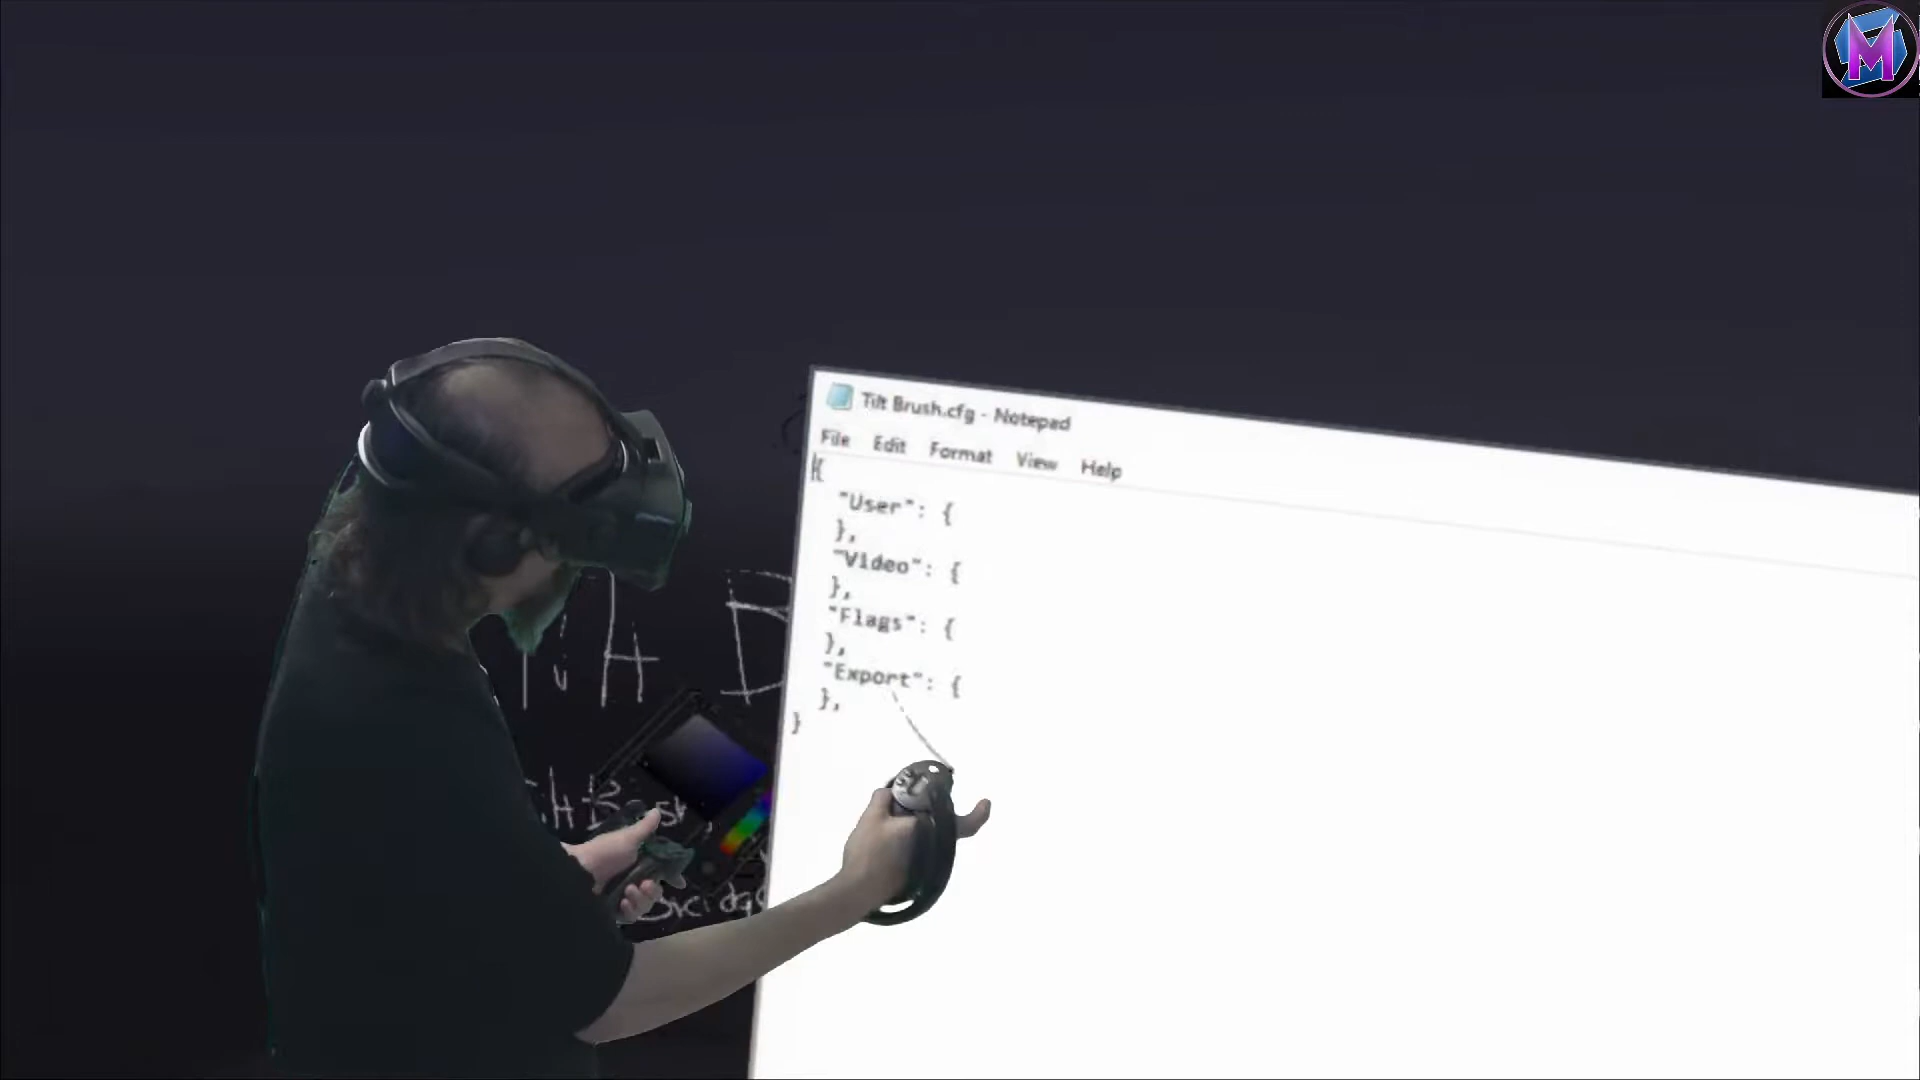 M
Tilt Brush.cfg - Notepad
File Edit Format View Help
{
"User": {
},
"Video": {
},
"Flags": {
},
"Export": {
},
}